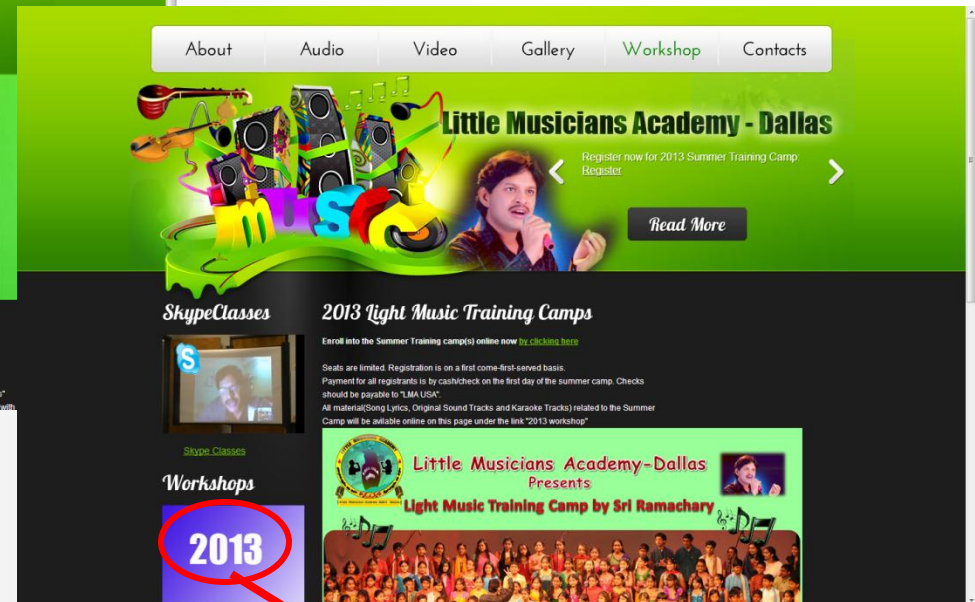 About Audio Video Gallery Workshop Contacts
music
Little Musicians Academy - Dallas
Register now for 2013 Summer Training Camp:
Register
Read More
SkypeClasses
S
Skype Classes
Workshops
2013
2013 Light Music Training Camps
Enroll into the Summer Training camp(s) online now by clicking here
Seats are limited. Registration is on a first come-first-served basis.
Payment for all registrants is by cash/check on the first day of the summer camp. Checks
should be payable to "LMA USA".
All material(Song Lyrics, Original Sound Tracks and Karaoke Tracks) related to the Summer
Camp will be avilable online on this page under the link "2013 workshop"
Little Musicians Academy-Dallas
Presents
Light Music Training Camp by Sri Ramachary
with